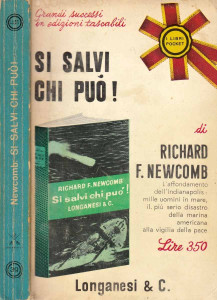 Grandi successi
in edizioni tascabili
I LIBRI
POCKET
SI SALVI
CHI PUÓ!
di
RICHARD
F. NEWCOMB
L'affondamento
dell'Indianapolis:
mille uomini in mare,
il più serio disastro
della marina
americana
alla vigilia della pace
Lire 350
RICHARD F. NEWCOMB
Si salvi chi può!
LONGANESI & C.
Longanesi & C.
Newcomb: SI SALVI CHI PUÒ!